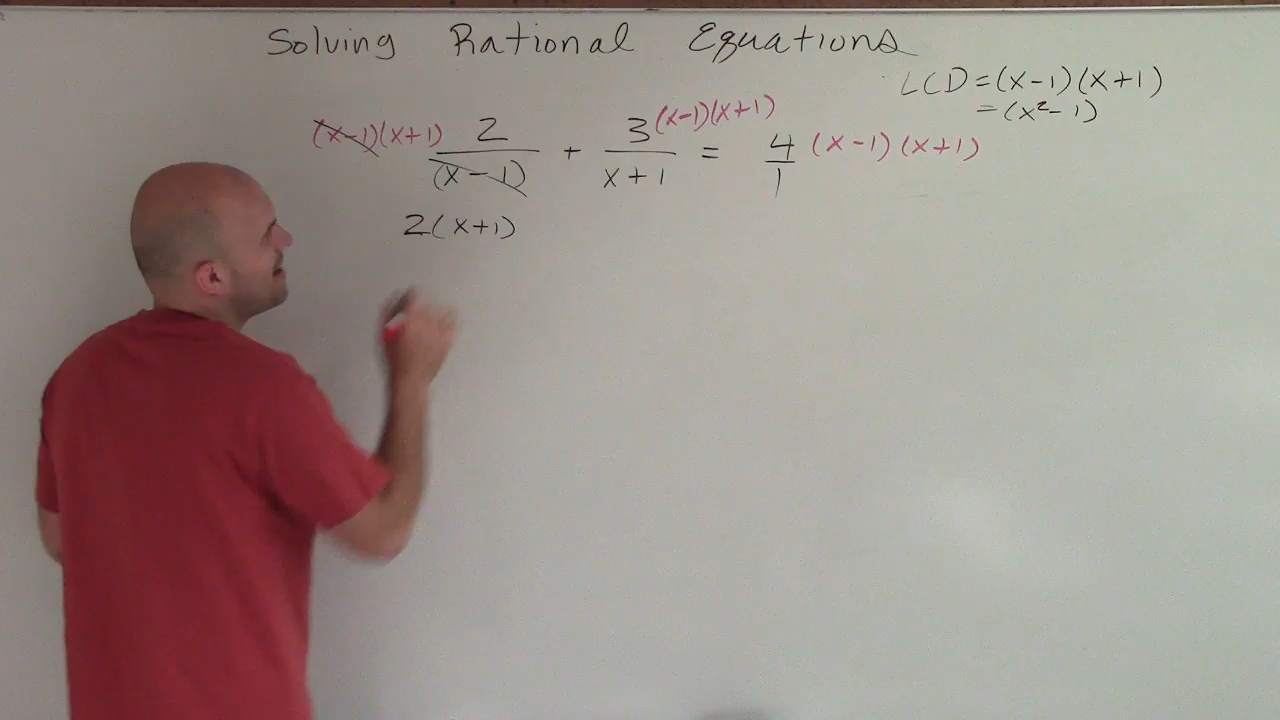 Solving Rational Equations
LCD = (x-1)(x+1)
= (x²-1)
(x-1)(x+1) 2/(x-1) + 3/x+1 (x-1)(x+1) = 4/1 (x-1)(x+1)
2(x+1)